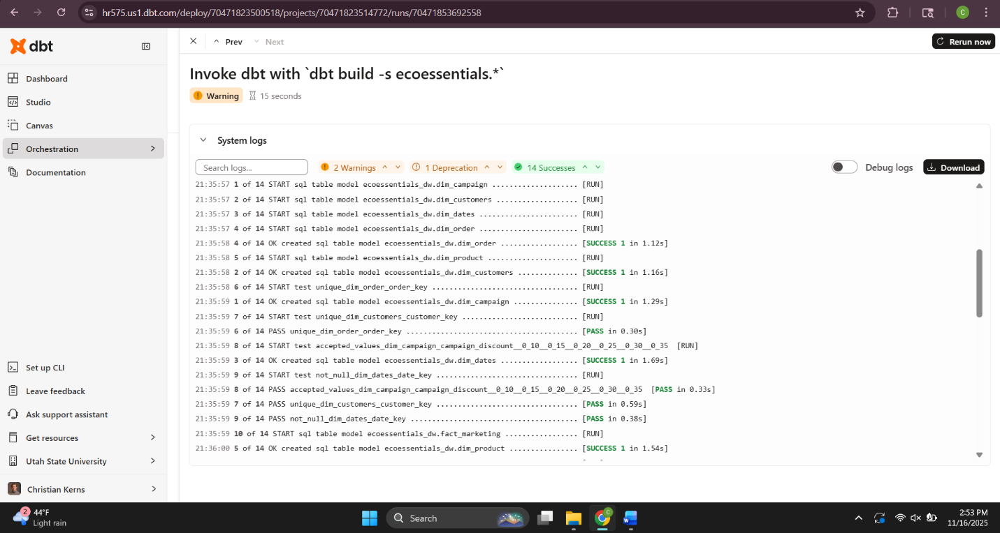 hr575.us1.dbt.com/deploy/70471823500518/projects/70471823514772/runs/70471853692558
C
dbt
Dashboard
Studio
Canvas
Orchestration
Documentation
Set up CLI
Leave feedback
Ask support assistant
Get resources
Utah State University
Christian Kerns
Prev
Next
Rerun now
Invoke dbt with `dbt build -s ecoessentials.*`
Warning
15 seconds
System logs
Search logs...
2 Warnings
1 Deprecation
14 Successes
Debug logs
Download
21:35:57 1 of 14 START sql table model ecoessentials_dw.dim_campaign .................... [RUN]
21:35:57 2 of 14 START sql table model ecoessentials_dw.dim_customers ................... [RUN]
21:35:57 3 of 14 START sql table model ecoessentials_dw.dim_dates ....................... [RUN]
21:35:57 4 of 14 START sql table model ecoessentials_dw.dim_order ....................... [RUN]
21:35:58 4 of 14 OK created sql table model ecoessentials_dw.dim_order .................. [SUCCESS 1 in 1.12s]
21:35:58 5 of 14 START sql table model ecoessentials_dw.dim_product ..................... [RUN]
21:35:58 2 of 14 OK created sql table model ecoessentials_dw.dim_customers .............. [SUCCESS 1 in 1.16s]
21:35:58 6 of 14 START test unique_dim_order_order_key .................................. [RUN]
21:35:59 1 of 14 OK created sql table model ecoessentials_dw.dim_campaign ............... [SUCCESS 1 in 1.29s]
21:35:59 7 of 14 START test unique_dim_customers_customer_key ........................... [RUN]
21:35:59 6 of 14 PASS unique_dim_order_order_key ........................................ [PASS in 0.30s]
21:35:59 8 of 14 START test accepted_values_dim_campaign_campaign_discount__0_10__0_15__0_20__0_25__0_30__0_35 [RUN]
21:35:59 3 of 14 OK created sql table model ecoessentials_dw.dim_dates .................. [SUCCESS 1 in 1.69s]
21:35:59 9 of 14 START test not_null_dim_dates_date_key ................................. [RUN]
21:35:59 8 of 14 PASS accepted_values_dim_campaign_campaign_discount__0_10__0_15__0_20__0_25__0_30__0_35 [PASS in 0.33s]
21:35:59 7 of 14 PASS unique_dim_customers_customer_key ................................. [PASS in 0.59s]
21:35:59 9 of 14 PASS not_null_dim_dates_date_key ....................................... [PASS in 0.38s]
21:35:59 10 of 14 START sql table model ecoessentials_dw.fact_marketing ................. [RUN]
21:36:00 5 of 14 OK created sql table model ecoessentials_dw.dim_product ................ [SUCCESS 1 in 1.54s]
2
44°F
Light rain
Search
C
W
2:53 PM
11/16/2025